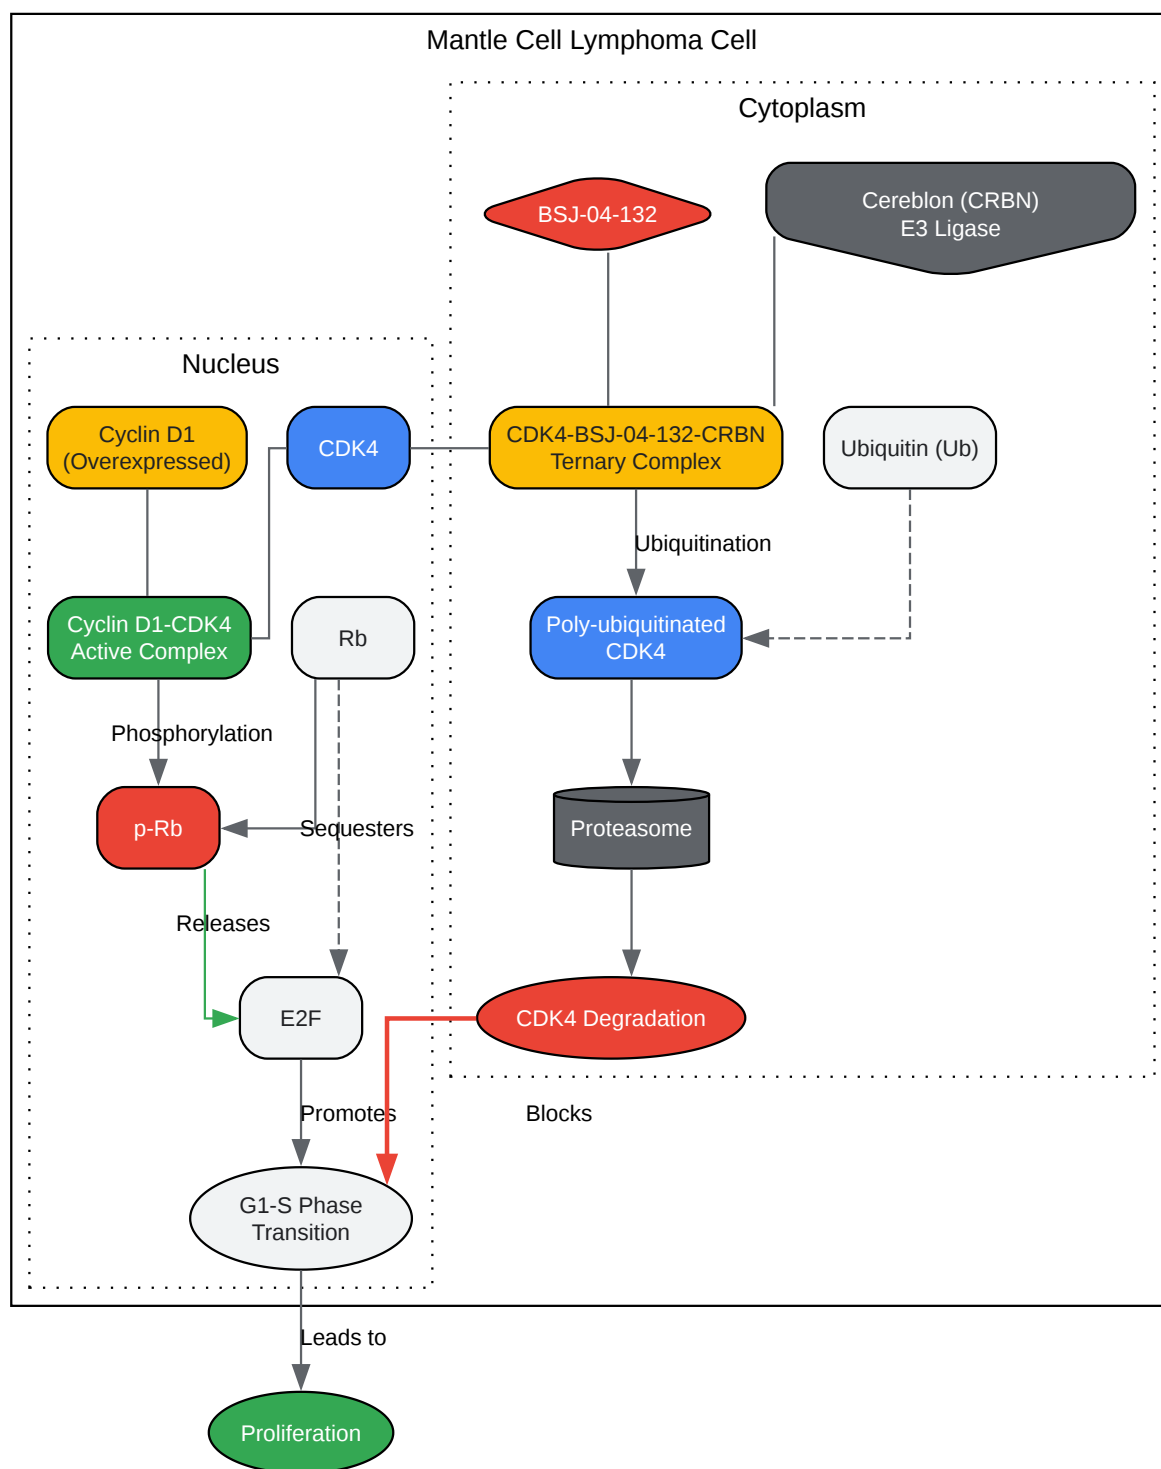 Mantle Cell Lymphoma Cell
Cytoplasm
BSJ-04-132
Cereblon (CRBN)
E3 Ligase
Nucleus
Cyclin D1
(Overexpressed)
CDK4
CDK4-BSJ-04-132-CRBN
Ternary Complex
Ubiquitin (Ub)
Ubiquitination
Cyclin D1-CDK4
Active Complex
Rb
Poly-ubiquitinated
CDK4
Phosphorylation
p-Rb
Sequesters
Proteasome
Releases
E2F
CDK4 Degradation
Promotes
Blocks
G1-S Phase
Transition
Leads to
Proliferation